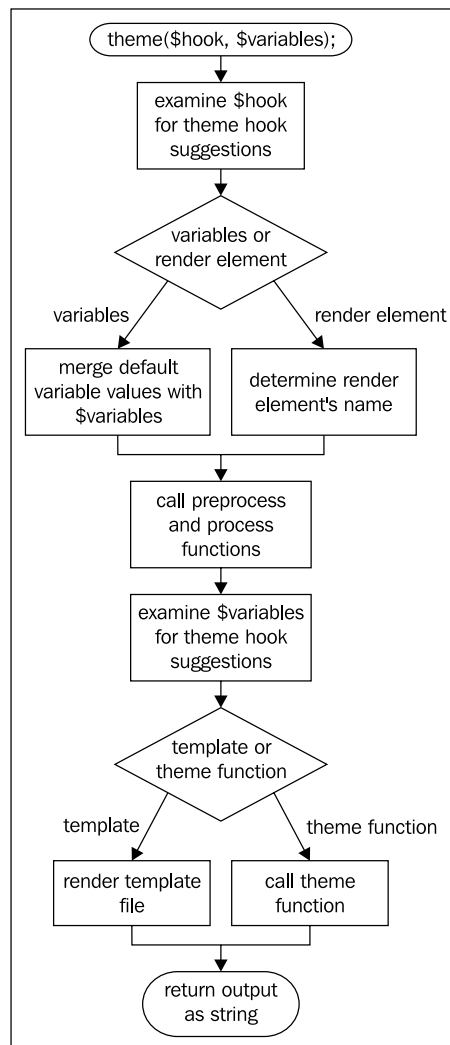 theme($hook, $variables);
examine $hook
for theme hook
suggestions
variables or
render element
variables
render element
merge default
variable values with
$variables
determine render
element's name
call preprocess
and process
functions
examine $variables
for theme hook
suggestions
template or
theme function
template
theme function
render template
file
call theme
function
return output
as string